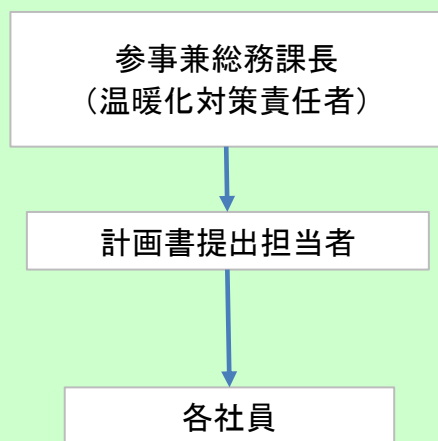 参事兼総務課長
（温暖化対策責任者）
計画書提出担当者
各社員